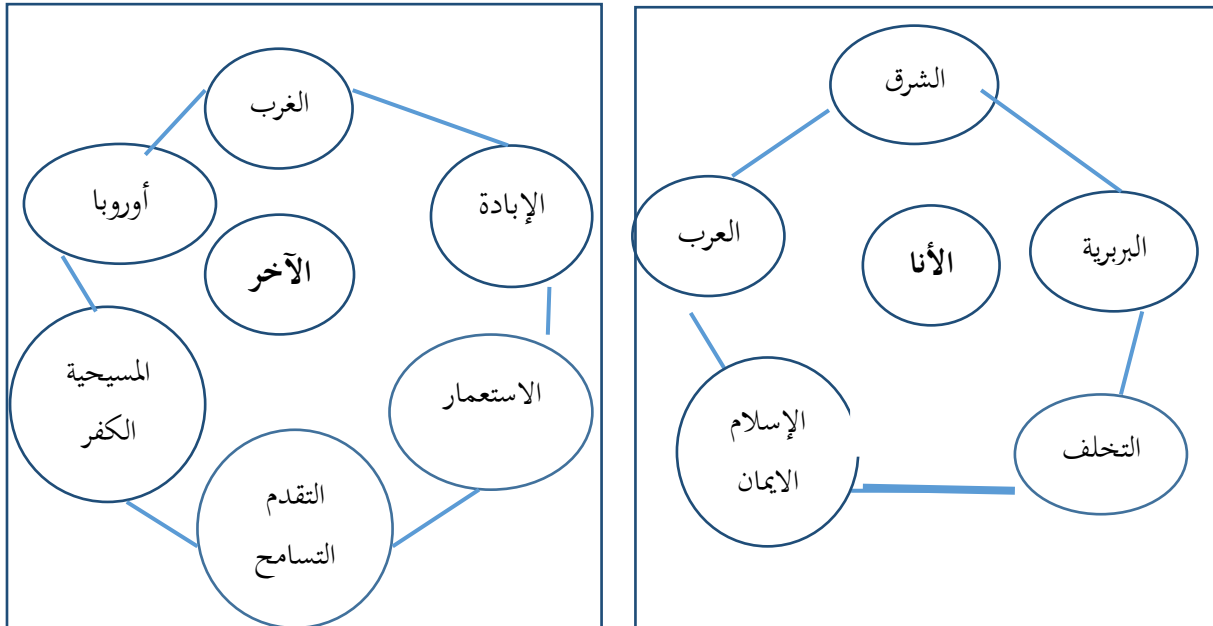 الشرق
العرب
الأنا
البربرية
الإسلام
الايمان
التخلف
الغرب
أوروبا
الآخر
الإبادة
المسيحية
الكفر
الاستعمار
التقدم
التسامح